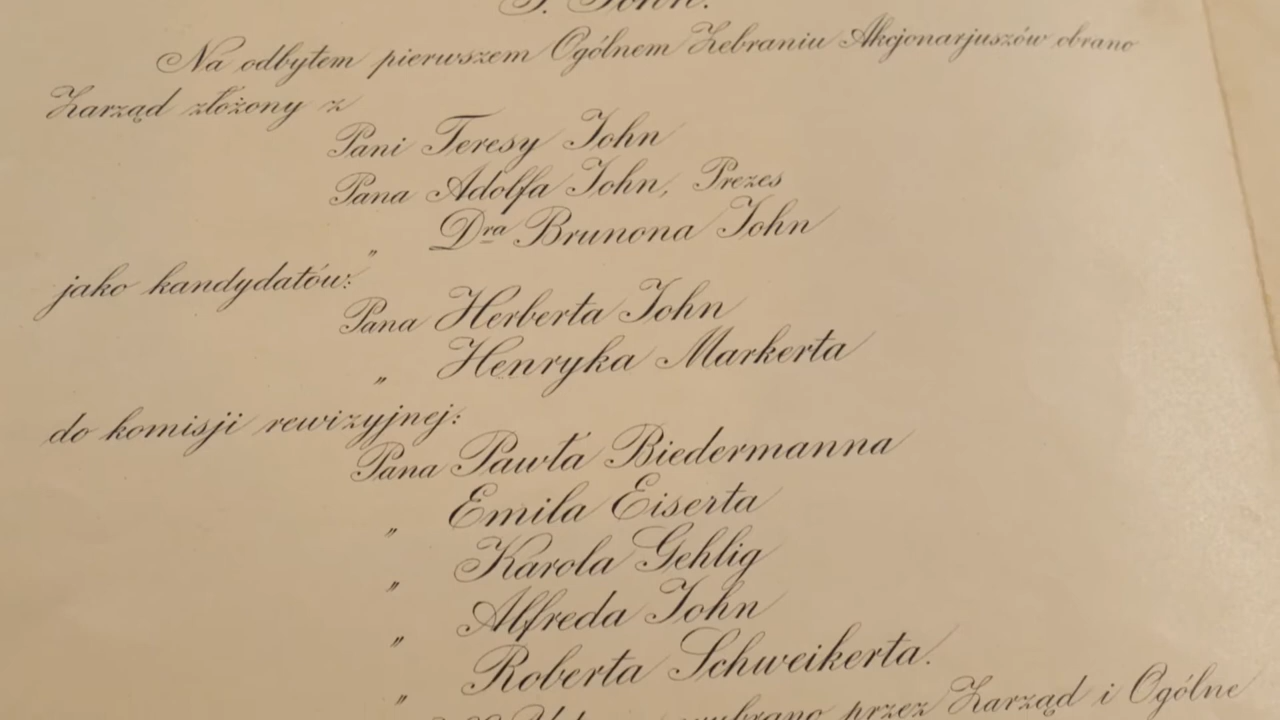 J. John.
Na odbytem pierwszem Ogólnem Zebraniu Akcjonarjuszów obrano
Zarząd złożony z
Pani Teresy John
Pana Adolfa John, Prezes
„ Dra Brunona John
jako kandydatów:
Pana Herberta John
„ Henryka Markerta
do komisji rewizyjnej:
Pana Pawła Biedermanna
„ Emila Eiserta
„ Karola Gehlig
„ Alfreda John
„ Roberta Schweikerta.
wybrano przez Zarząd i Ogólne